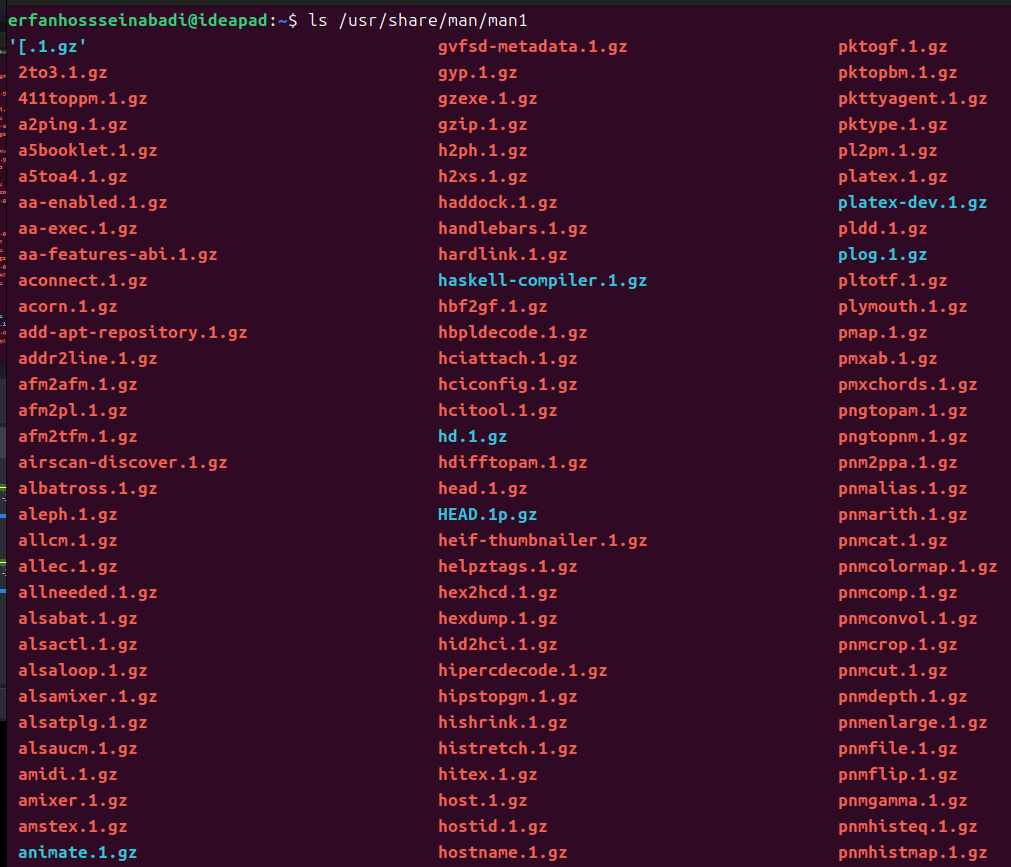 erfanhossseinabadi@ideapad:~$ ls /usr/share/man/man1
'[.1.gz' gvfsd-metadata.1.gz pktogf.1.gz
2to3.1.gz gyp.1.gz pktopbm.1.gz
411toppm.1.gz gzexe.1.gz pkttyagent.1.gz
a2ping.1.gz gzip.1.gz pktype.1.gz
a5booklet.1.gz h2ph.1.gz pl2pm.1.gz
a5toa4.1.gz h2xs.1.gz platex.1.gz
aa-enabled.1.gz haddock.1.gz platex-dev.1.gz
aa-exec.1.gz handlebars.1.gz pldd.1.gz
aa-features-abi.1.gz hardlink.1.gz plog.1.gz
aconnect.1.gz haskell-compiler.1.gz pltotf.1.gz
acorn.1.gz hbf2gf.1.gz plymouth.1.gz
add-apt-repository.1.gz hbpldecode.1.gz pmap.1.gz
addr2line.1.gz hciattach.1.gz pmxab.1.gz
afm2afm.1.gz hciconfig.1.gz pmxchords.1.gz
afm2pl.1.gz hcitool.1.gz pngtopam.1.gz
afm2tfm.1.gz hd.1.gz pngtopnm.1.gz
airscan-discover.1.gz hdifftopam.1.gz pnm2ppa.1.gz
albatross.1.gz head.1.gz pnmalias.1.gz
aleph.1.gz HEAD.1p.gz pnmarith.1.gz
allcm.1.gz heif-thumbnailer.1.gz pnmcat.1.gz
allec.1.gz helpztags.1.gz pnmcolormap.1.gz
allneeded.1.gz hex2hcd.1.gz pnmcomp.1.gz
alsabat.1.gz hexdump.1.gz pnmconvol.1.gz
alsactl.1.gz hid2hci.1.gz pnmcrop.1.gz
alsaloop.1.gz hipercdecode.1.gz pnmcut.1.gz
alsamixer.1.gz hipstopgm.1.gz pnmdepth.1.gz
alsatplg.1.gz hishrink.1.gz pnmenlarge.1.gz
alsaucm.1.gz histretch.1.gz pnmfile.1.gz
amidi.1.gz hitex.1.gz pnmflip.1.gz
amixer.1.gz host.1.gz pnmgamma.1.gz
amstex.1.gz hostid.1.gz pnmhisteq.1.gz
animate.1.gz hostname.1.gz pnmhistmap.1.gz